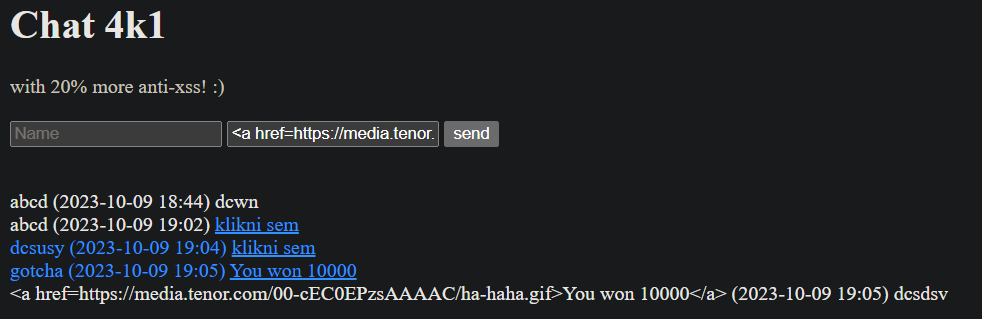 Chat 4k1
with 20% more anti-xss! :)
Name <a href=https://media.tenor. send
abcd (2023-10-09 18:44) dcwn
abcd (2023-10-09 19:02) klikni sem
dcsusy (2023-10-09 19:04) klikni sem
gotcha (2023-10-09 19:05) You won 10000
<a href=https://media.tenor.com/00-cEC0EPzsAAAAC/ha-haha.gif>You won 10000</a> (2023-10-09 19:05) dcsdsv